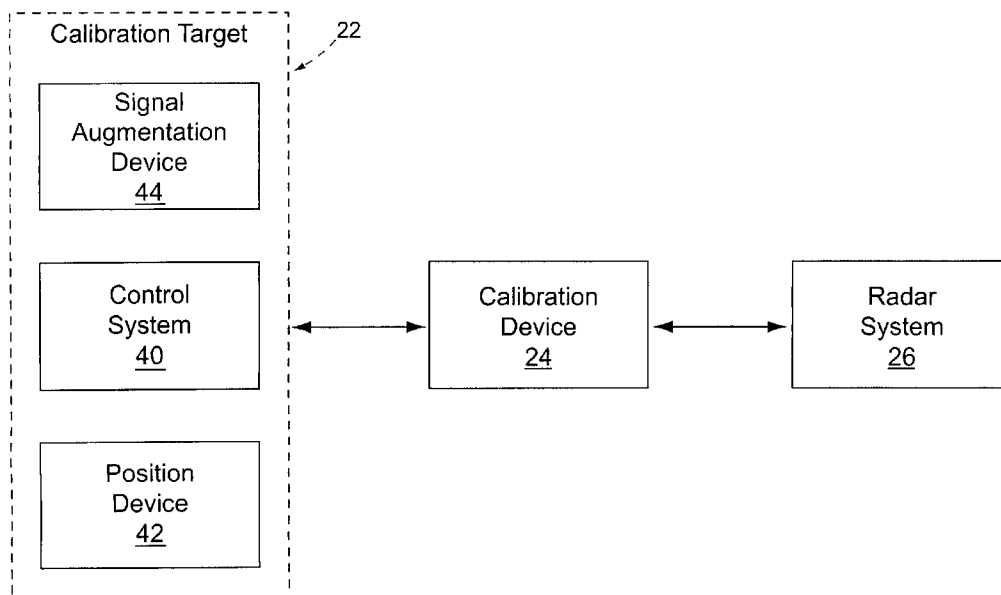 Calibration Target
22
Signal
Augmentation
Device
44
Control
System
40
Position
Device
42
Calibration
Device
24
Radar
System
26